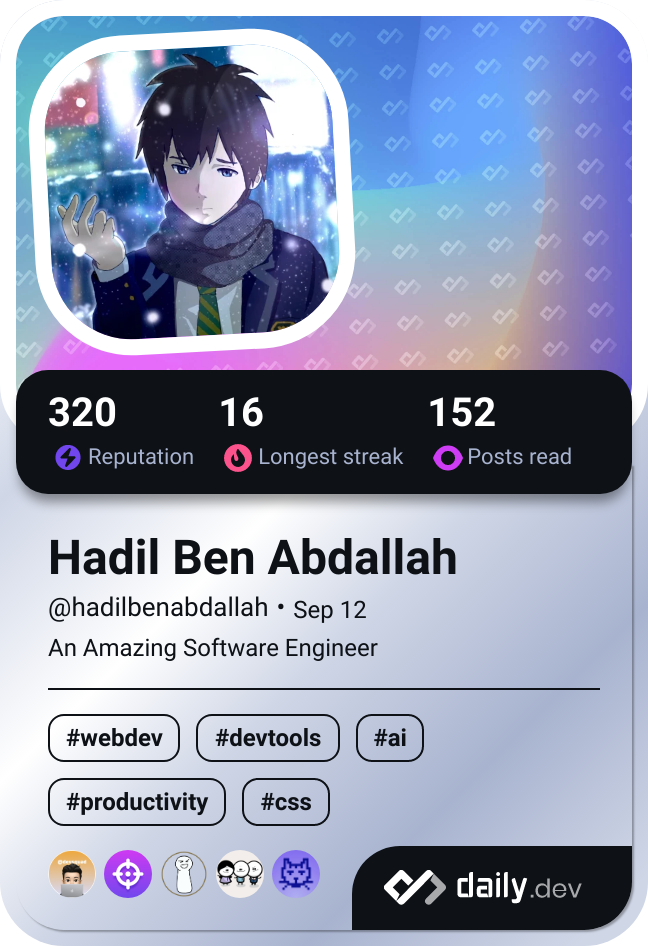 320 16 152
Reputation Longest streak Posts read
Hadil Ben Abdallah
@hadilbenabdallah • Sep 12
An Amazing Software Engineer
#webdev #devtools #ai
#productivity #css
daily.dev